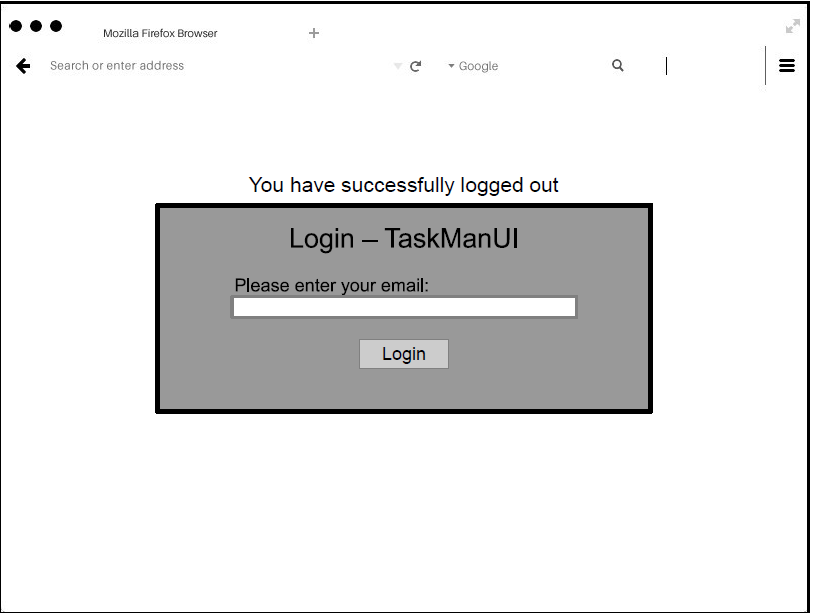 Mozilla Firefox Browser
Search or enter address
Google
You have successfully logged out
Login – TaskManUI
Please enter your email:
Login